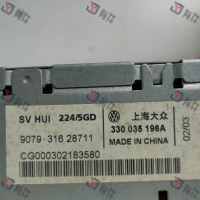 SV HUI 224/5GD
上海大众
9079 316 28711
330 035 196A
MADE IN CHINA
CG000302183580
02/03